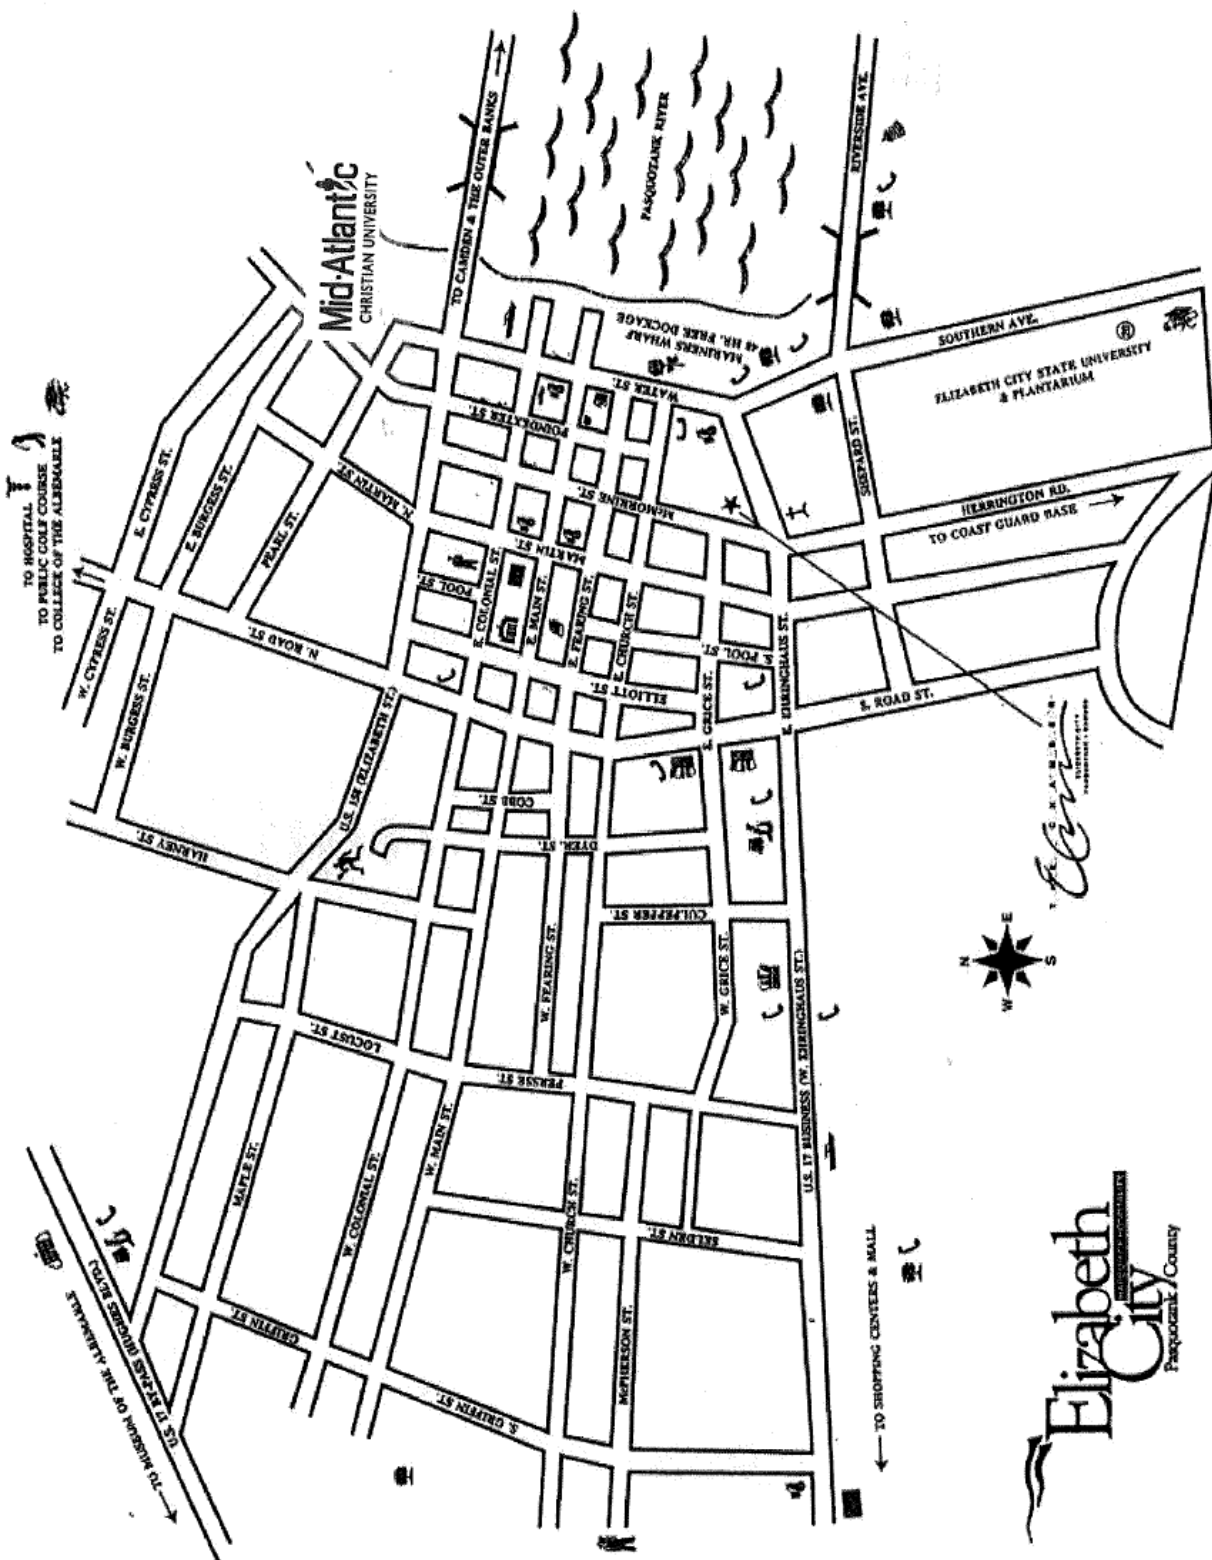 TO HOSPITAL
TO PUBLIC GOLF COURSE
TO COLLEGE OF THE ALBEMARLE
Mid-Atlantic
CHRISTIAN UNIVERSITY
TO CAMDEN & THE OUTER BANKS
PASQUOTANK RIVER
RIVERSIDE AVE.
MARINERS WHARF
48 HR. FREE DOCKAGE
SOUTHERN AVE.
ELIZABETH CITY STATE UNIVERSITY
& PLANTARIUM
SHEPARD ST.
HERRINGTON RD.
TO COAST GUARD BASE
WATER ST.
POINDEXTER ST.
McMORRINE ST.
N. MARTIN ST.
MARTIN ST.
POOL ST.
S. POOL ST.
ELLIOTT ST.
E. COLONIAL ST.
E. MAIN ST.
E. FEARING ST.
E. CHURCH ST.
E. GRICE ST.
E. EHRINGHAUS ST.
S. ROAD ST.
N. ROAD ST.
E. CYPRESS ST.
E. BURGESS ST.
PEARL ST.
W. CYPRESS ST.
W. BURGESS ST.
HARNEY ST.
U.S. 158 (ELIZABETH ST.)
COBB ST.
DYER. ST.
CULPEPPER ST.
W. GRICE ST.
W. FEARING ST.
U.S. 17 BUSINESS (W. EHRINGHAUS ST.)
LOCUST ST.
PERSSE ST.
MAPLE ST.
W. COLONIAL ST.
W. MAIN ST.
W. CHURCH ST.
SELDEN ST.
McPHERSON ST.
GRIFFIN ST.
S. GRIFFIN ST.
U.S. 17 BY-PASS (HUGHES BLVD.)
TO MUSEUM OF THE ALBEMARLE
TO SHOPPING CENTERS & MALL
N
E
S
W
R
Elizabeth
City
Pasquotank County